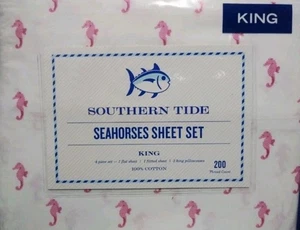 KING
SOUTHERN TIDE
SEAHORSES SHEET SET
KING
4 piece set - 1 flat sheet 1 fitted sheet 2 king pillowcases
200
Thread Count
100% COTTON